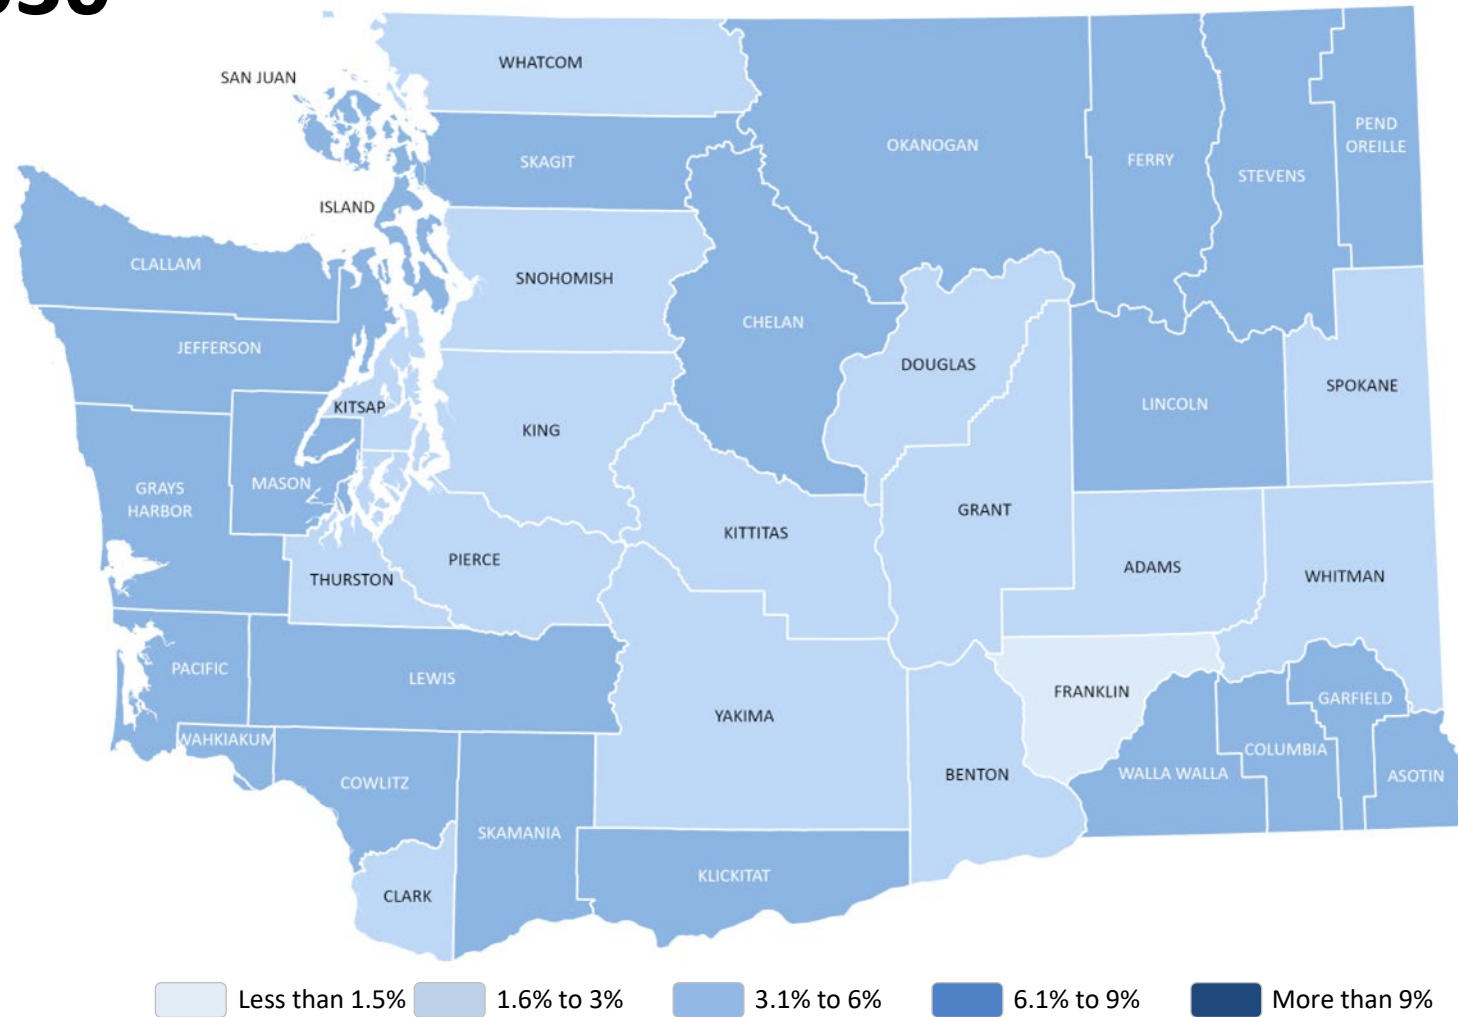 WHATCOM
SAN JUAN
SKAGIT
OKANOGAN
FERRY
STEVENS
PEND
OREILLE
ISLAND
CLALLAM
SNOHOMISH
CHELAN
JEFFERSON
DOUGLAS
LINCOLN
SPOKANE
KITSAP
KING
MASON
GRAYS
HARBOR
KITTITAS
GRANT
ADAMS
WHITMAN
PIERCE
THURSTON
PACIFIC
LEWIS
YAKIMA
FRANKLIN
GARFIELD
WAHKIAKUM
COLUMBIA
COWLITZ
BENTON
WALLA WALLA
ASOTIN
SKAMANIA
KLICKITAT
CLARK
Less than 1.5%
1.6% to 3%
3.1% to 6%
6.1% to 9%
More than 9%